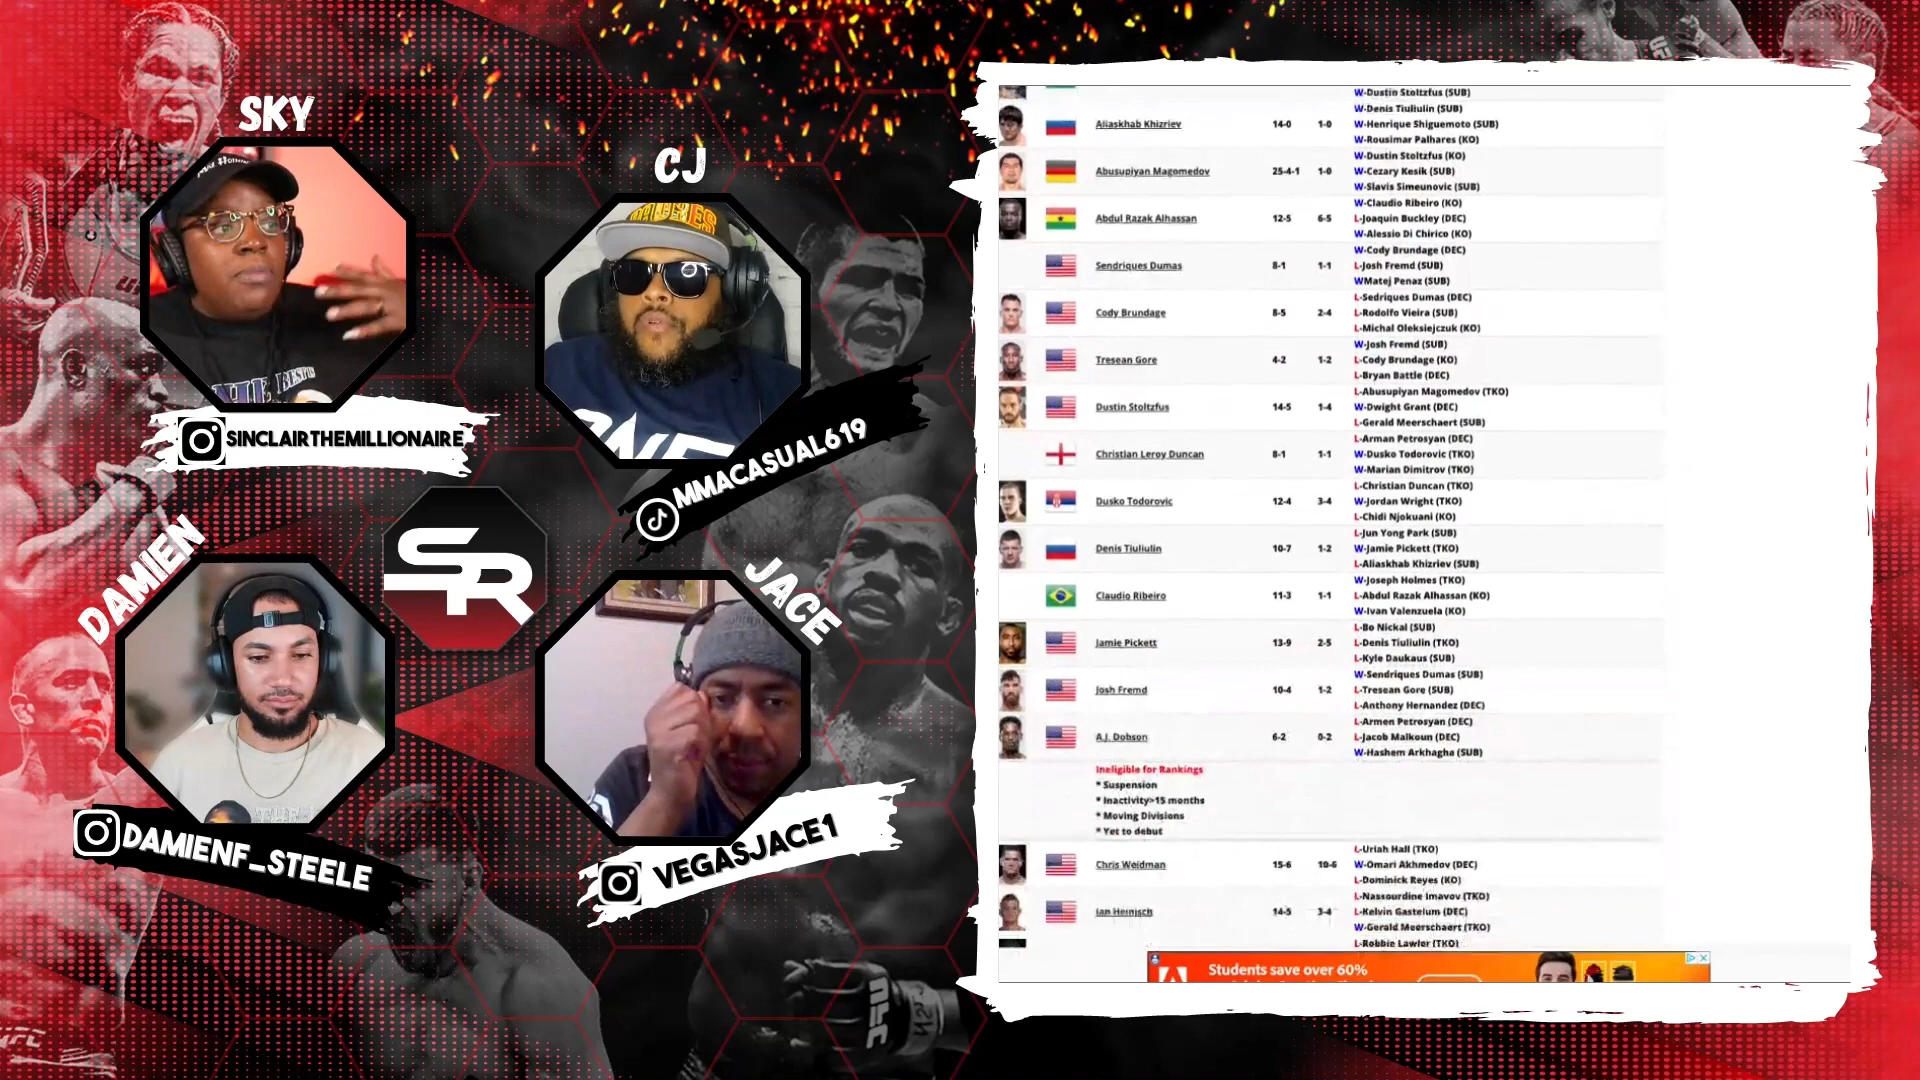 SKY
CJ
SINCLAIRTHEMILLIONAIRE
MMACASUAL619
DAMIEN
JACE
SR
DAMIENF_STEELE
VEGASJACE1
W-Dustin Stoltzfus (SUB)
W-Denis Tiuliulin (SUB)
Aliaskhab Khizriev 14-0 1-0 W-Henrique Shiguemoto (SUB)
W-Rousimar Palhares (KO)
W-Dustin Stoltzfus (KO)
Abusupiyan Magomedov 25-4-1 1-0 W-Cezary Kesik (SUB)
W-Slavis Simeunovic (SUB)
W-Claudio Ribeiro (KO)
Abdul Razak Alhassan 12-5 6-5 L-Joaquin Buckley (DEC)
W-Alessio Di Chirico (KO)
W-Cody Brundage (DEC)
Sendriques Dumas 8-1 1-1 L-Josh Fremd (SUB)
WMatej Penaz (SUB)
L-Sedriques Dumas (DEC)
Cody Brundage 8-5 2-4 L-Rodolfo Vieira (SUB)
L-Michal Oleksiejczuk (KO)
W-Josh Fremd (SUB)
Tresean Gore 4-2 1-2 L-Cody Brundage (KO)
L-Bryan Battle (DEC)
L-Abusupiyan Magomedov (TKO)
Dustin Stoltzfus 14-5 1-4 W-Dwight Grant (DEC)
L-Gerald Meerschaert (SUB)
L-Arman Petrosyan (DEC)
Christian Leroy Duncan 8-1 1-1 W-Dusko Todorovic (TKO)
W-Marian Dimitrov (TKO)
L-Christian Duncan (TKO)
Dusko Todorovic 12-4 3-4 W-Jordan Wright (TKO)
L-Chidi Njokuani (KO)
L-Jun Yong Park (SUB)
Denis Tiuliulin 10-7 1-2 W-Jamie Pickett (TKO)
L-Aliaskhab Khizriev (SUB)
W-Joseph Holmes (TKO)
Claudio Ribeiro 11-3 1-1 L-Abdul Razak Alhassan (KO)
W-Ivan Valenzuela (KO)
L-Bo Nickal (SUB)
Jamie Pickett 13-9 2-5 L-Denis Tiuliulin (TKO)
L-Kyle Daukaus (SUB)
W-Sendriques Dumas (SUB)
Josh Fremd 10-4 1-2 L-Tresean Gore (SUB)
L-Anthony Hernandez (DEC)
L-Armen Petrosyan (DEC)
A.J. Dobson 6-2 0-2 L-Jacob Malkoun (DEC)
W-Hashem Arkhagha (SUB)
Ineligible for Rankings
* Suspension
* Inactivity>15 months
* Moving Divisions
* Yet to debut
L-Uriah Hall (TKO)
Chris Weidman 15-6 10-6 W-Omari Akhmedov (DEC)
L-Dominick Reyes (KO)
L-Nassourdine Imavov (TKO)
Ian Heinisch 14-5 3-4 L-Kelvin Gastelum (DEC)
W-Gerald Meerschaert (TKO)
L-Robbie Lawler (TKO)
Students save over 60%